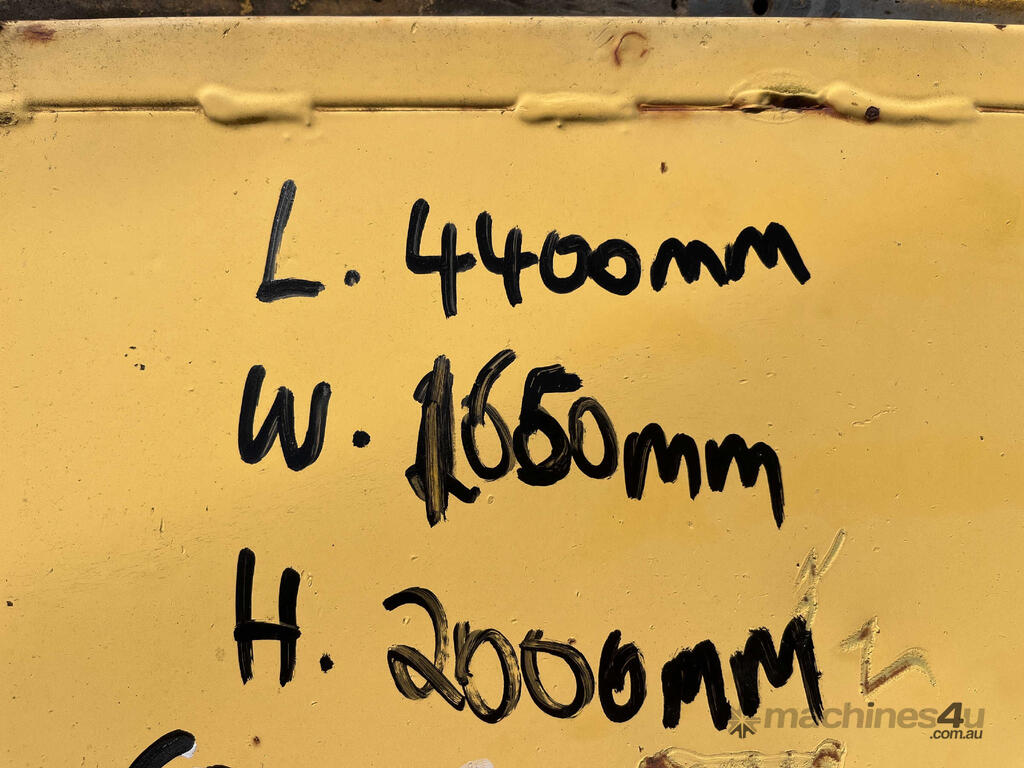 L. 4400mm
W. 1650mm
H. 2000mm
machines4u
.com.au